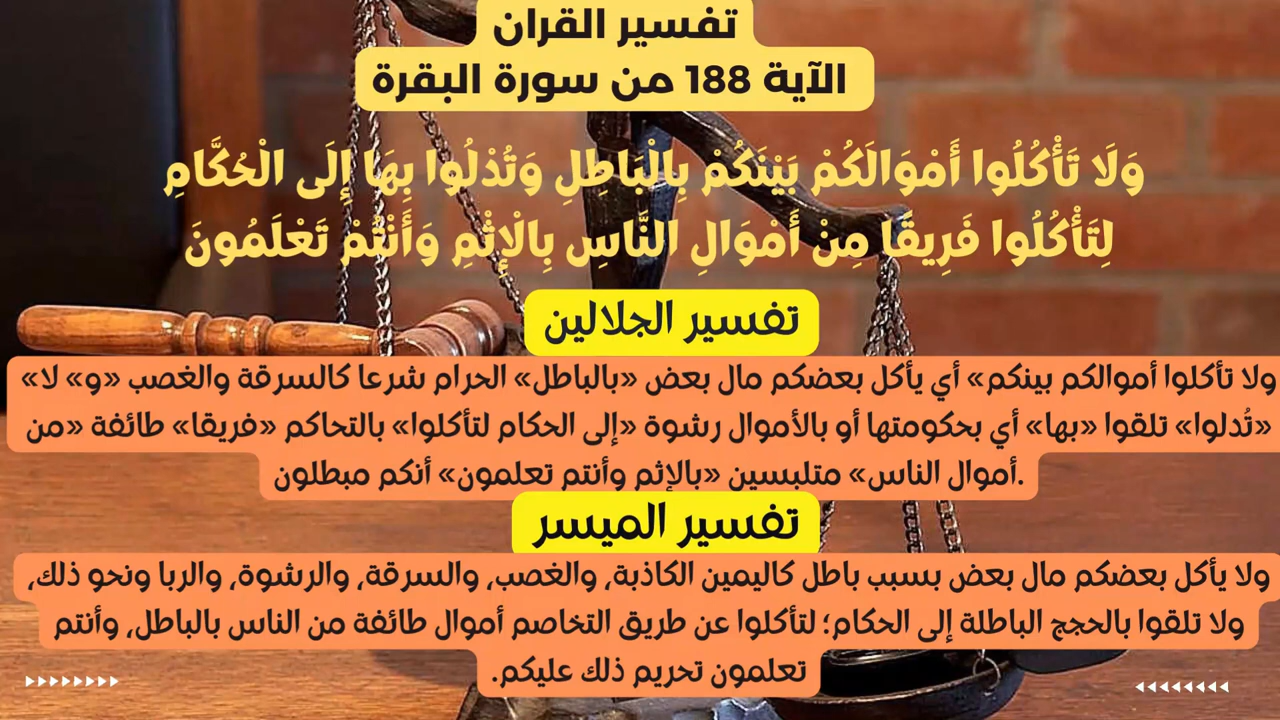 تفسير القران
الآية 188 من سورة البقرة
وَلَا تَأْكُلُوا أَمْوَالَكُمْ بَيْنَكُمْ بِالْبَاطِلِ وَتُدْلُوا بِهَا إِلَى الْحُكَّامِ
لِتَأْكُلُوا فَرِيقًا مِنْ أَمْوَالِ النَّاسِ بِالْإِثْمِ وَأَنْتُمْ تَعْلَمُونَ
تفسير الجلالين
ولا تأكلوا أموالكم بينكم» أي يأكل بعضكم مال بعض «بالباطل» الحرام شرعا كالسرقة والغصب «و» لا»
«تُدلوا» تلقوا «بها» أي بحكومتها أو بالأموال رشوة «إلى الحكام لتأكلوا» بالتحاكم «فريقا» طائفة «من
.أموال الناس» متلبسين «بالإثم وأنتم تعلمون» أنكم مبطلون
تفسير الميسر
ولا يأكل بعضكم مال بعض بسبب باطل كاليمين الكاذبة, والغصب, والسرقة, والرشوة, والربا ونحو ذلك,
ولا تلقوا بالحجج الباطلة إلى الحكام؛ لتأكلوا عن طريق التخاصم أموال طائفة من الناس بالباطل, وأنتم
تعلمون تحريم ذلك عليكم.